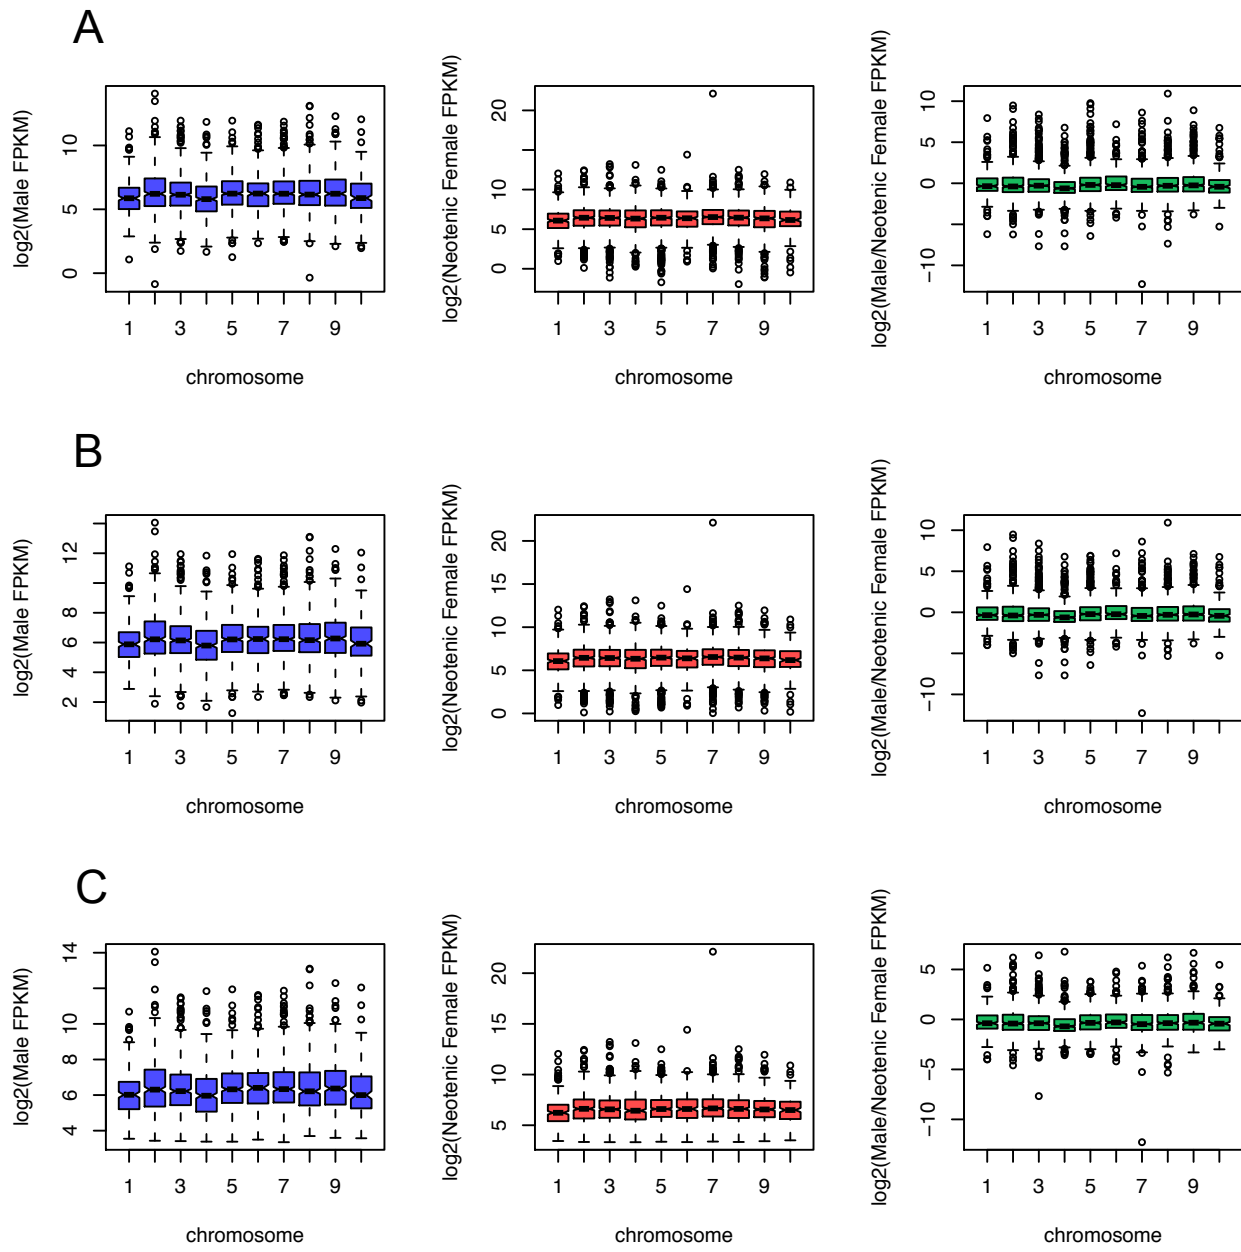 A
log2(Male FPKM)
0 5 10
1 3 5 7 9
chromosome
log2(Neotenic Female FPKM)
0 5 10 20
1 3 5 7 9
chromosome
log2(Male/Neotenic Female FPKM)
−10 0 5 10
1 3 5 7 9
chromosome
B
log2(Male FPKM)
2 4 6 8 12
1 3 5 7 9
chromosome
log2(Neotenic Female FPKM)
0 5 10 15 20
1 3 5 7 9
chromosome
log2(Male/Neotenic Female FPKM)
−10 0 5 10
1 3 5 7 9
chromosome
C
log2(Male FPKM)
4 6 8 10 14
1 3 5 7 9
chromosome
log2(Neotenic Female FPKM)
5 10 15 20
1 3 5 7 9
chromosome
log2(Male/Neotenic Female FPKM)
−10 −5 0 5
1 3 5 7 9
chromosome